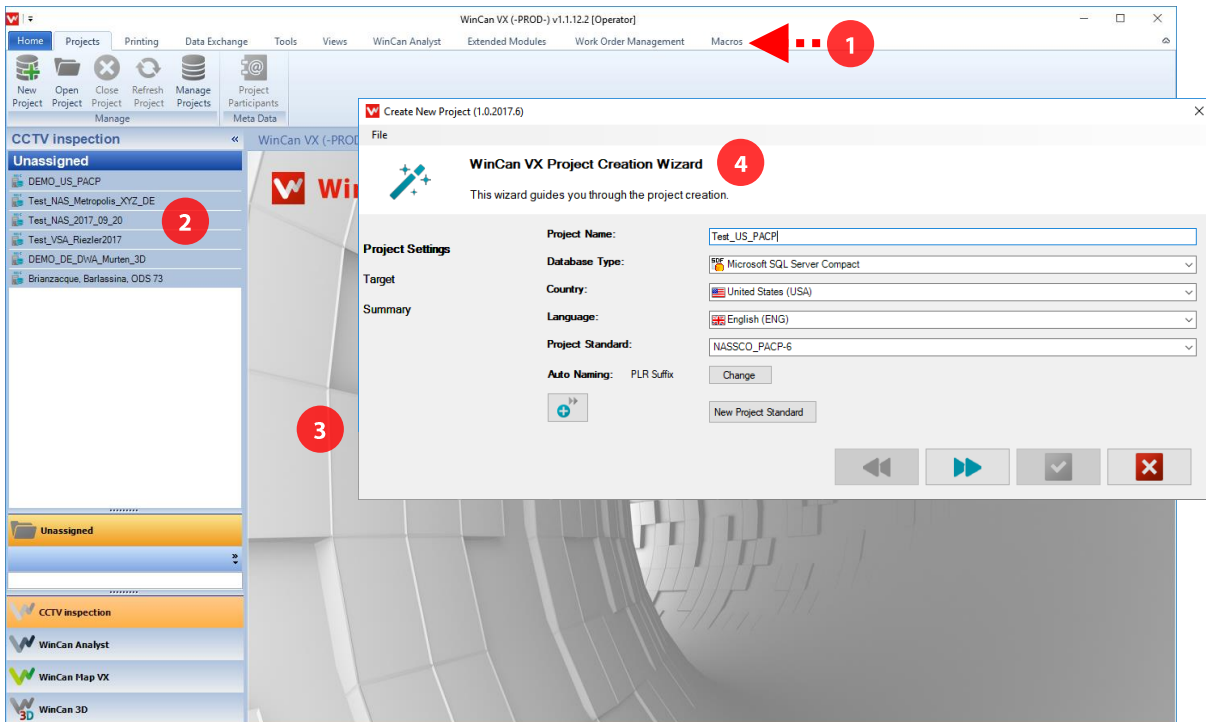 WinCan VX (-PROD-) v1.1.12.2 [Operator]
Home Projects Printing Data Exchange Tools Views WinCan Analyst Extended Modules Work Order Management Macros
1
New Project
Open Project
Close Project
Refresh Project
Manage Projects
Project Participants
Manage
Meta Data
CCTV inspection «
Unassigned
DEMO_US_PACP
Test_NAS_Metropolis_XYZ_DE
Test_NAS_2017_09_20
2
Test_VSA_Riezler2017
DEMO_DE_DWA_Murten_3D
Brianzacque, Barlassina, ODS 73
Unassigned
»
CCTV inspection
WinCan Analyst
WinCan Map VX
3D WinCan 3D
WinCan VX (-PROD
Wi
3
Create New Project (1.0.2017.6)
File
WinCan VX Project Creation Wizard
4
This wizard guides you through the project creation.
Project Settings
Target
Summary
Project Name: Test_US_PACP
Database Type: SDF Microsoft SQL Server Compact
Country: United States (USA)
Language: English (ENG)
Project Standard: NASSCO_PACP-6
Auto Naming: PLR Suffix Change
New Project Standard